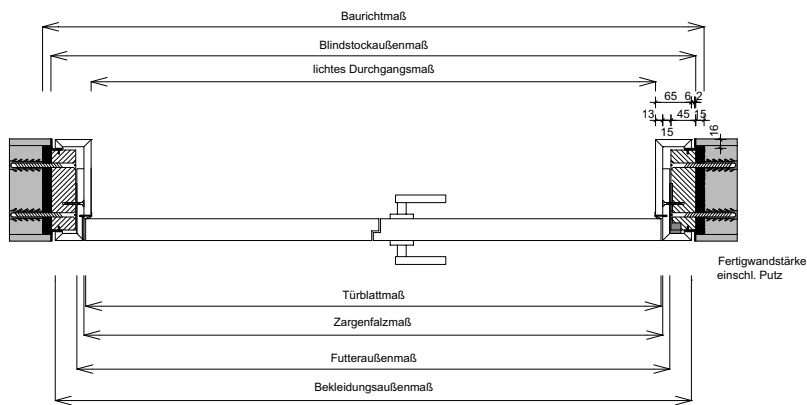 Baurichtmaß
Blindstockaußenmaß
lichtes Durchgangsmaß
65 6 2
13 45 15
15
16
Fertigwandstärke
einschl. Putz
Türblattmaß
Zargenfalzmaß
Futteraußenmaß
Bekleidungsaußenmaß